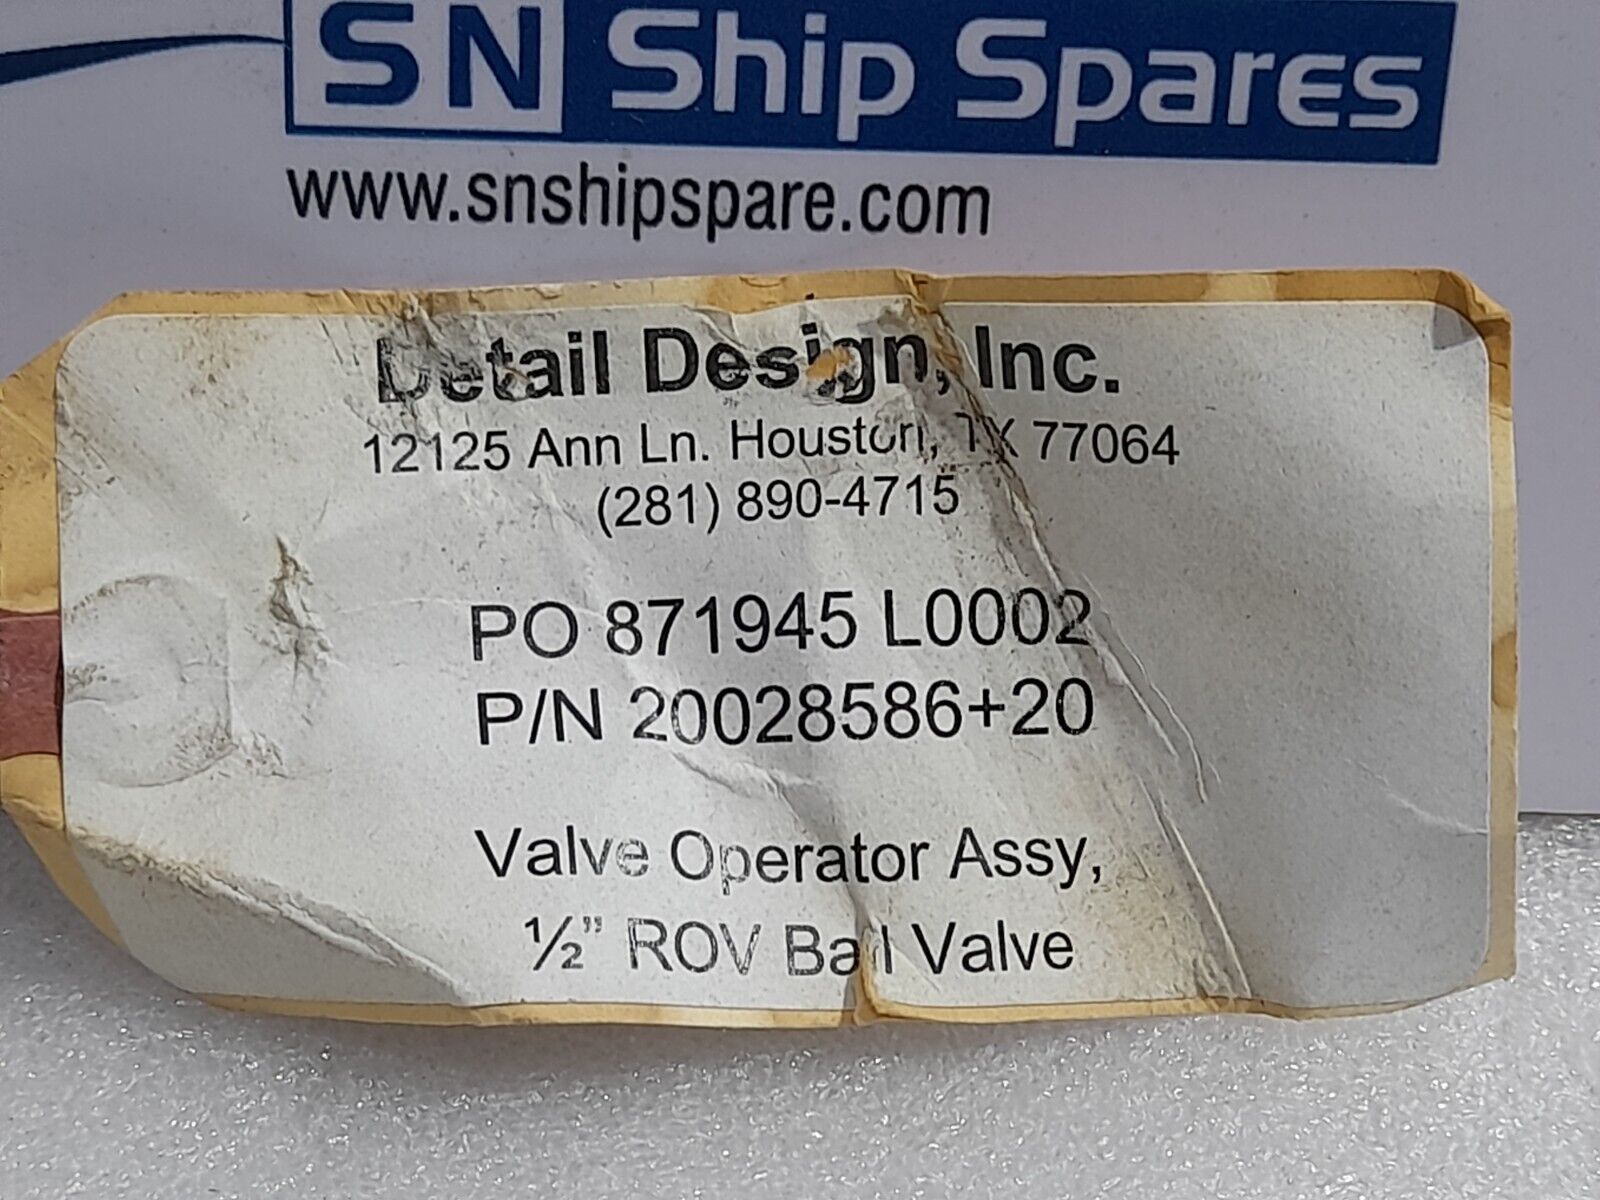 SN Ship Spares
www.snshipspare.com
Detail Design, Inc.
12125 Ann Ln. Houston, TX 77064
(281) 890-4715
PO 871945 L0002
P/N 20028586+20
Valve Operator Assy,
½” ROV Ball Valve